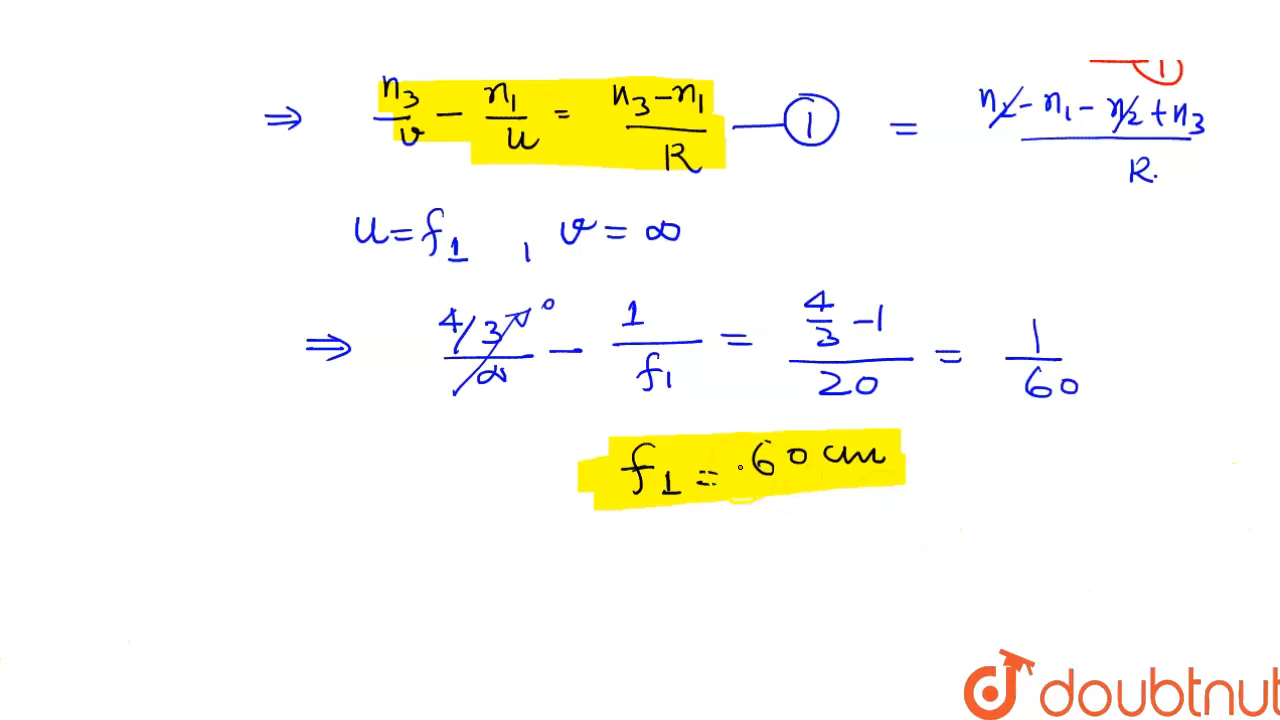 ⇒ n₃/v - n₁/u = (n₃ - n₁)/R — ① = (n₂ - n₁ - n₂ + n₃)/R.
u = f₁ , v = ∞
⇒ (4/3)/∞ ↗ 0 - 1/f₁ = (4/3 - 1)/20 = 1/60
f₁ = 60 cm
doubtnut